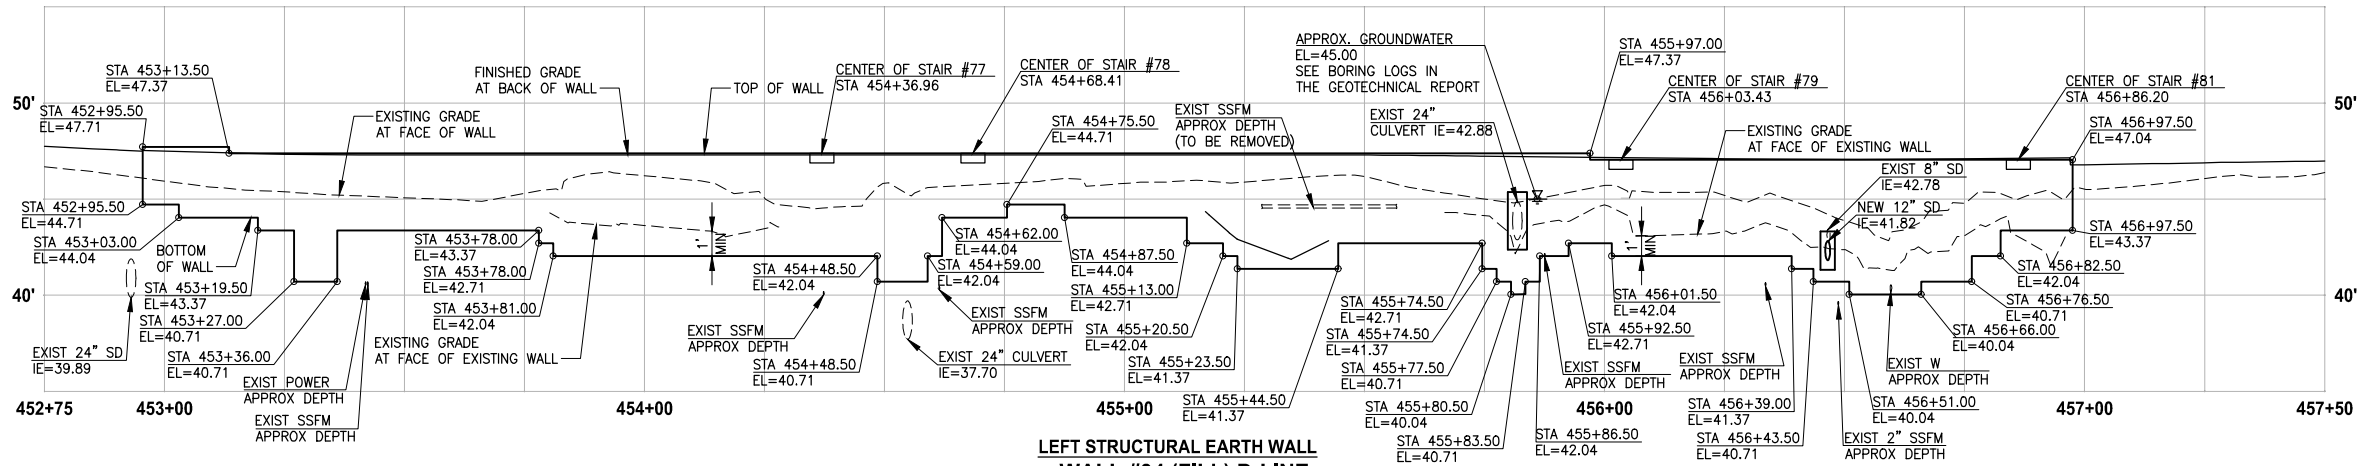 STA 453+13.50
EL=47.37
STA 452+95.50
EL=47.71
50'
FINISHED GRADE
AT BACK OF WALL
TOP OF WALL
EXISTING GRADE
AT FACE OF WALL
CENTER OF STAIR #77
STA 454+36.96
CENTER OF STAIR #78
STA 454+68.41
STA 454+75.50
EL=44.71
EXIST SSFM
APPROX DEPTH
(TO BE REMOVED)
APPROX. GROUNDWATER
EL=45.00
SEE BORING LOGS IN
THE GEOTECHNICAL REPORT
EXIST 24"
CULVERT IE=42.88
STA 455+97.00
EL=47.37
CENTER OF STAIR #79
STA 456+03.43
EXISTING GRADE
AT FACE OF EXISTING WALL
CENTER OF STAIR #81
STA 456+86.20
50'
STA 456+97.50
EL=47.04
EXIST 8" SD
IE=42.78
NEW 12" SD
IE=41.82
STA 452+95.50
EL=44.71
STA 453+03.00
EL=44.04
BOTTOM
OF WALL
40'
STA 453+19.50
EL=43.37
STA 453+27.00
EL=40.71
STA 453+36.00
EL=40.71
EXIST 24" SD
IE=39.89
EXIST POWER
APPROX DEPTH
EXIST SSFM
APPROX DEPTH
STA 453+78.00
EL=43.37
STA 453+78.00
EL=42.71
STA 453+81.00
EL=42.04
EXISTING GRADE
AT FACE OF EXISTING WALL
1'
MIN
STA 454+48.50
EL=42.04
EXIST SSFM
APPROX DEPTH
STA 454+48.50
EL=40.71
STA 454+62.00
EL=44.04
STA 454+59.00
EL=42.04
EXIST SSFM
APPROX DEPTH
EXIST 24" CULVERT
IE=37.70
STA 454+87.50
EL=44.04
STA 455+13.00
EL=42.71
STA 455+20.50
EL=42.04
STA 455+23.50
EL=41.37
STA 455+44.50
EL=41.37
STA 455+74.50
EL=42.71
STA 455+74.50
EL=41.37
STA 455+77.50
EL=40.71
STA 455+80.50
EL=40.04
STA 455+83.50
EL=40.71
STA 455+86.50
EL=42.04
EXIST SSFM
APPROX DEPTH
STA 455+92.50
EL=42.71
STA 456+01.50
EL=42.04
1'
MIN
EXIST SSFM
APPROX DEPTH
STA 456+39.00
EL=41.37
STA 456+43.50
EL=40.71
EXIST 2" SSFM
APPROX DEPTH
STA 456+51.00
EL=40.04
EXIST W
APPROX DEPTH
STA 456+66.00
EL=40.04
STA 456+76.50
EL=40.71
STA 456+82.50
EL=42.04
STA 456+97.50
EL=43.37
40'
452+75
453+00
454+00
455+00
456+00
457+00
457+50
LEFT STRUCTURAL EARTH WALL